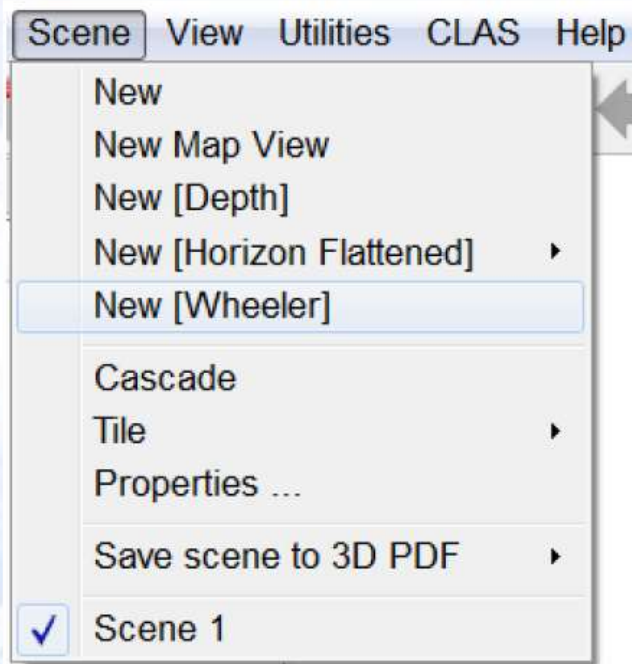 Scene View Utilities CLAS Help
New
New Map View
New [Depth]
New [Horizon Flattened]
New [Wheeler]
Cascade
Tile
Properties ...
Save scene to 3D PDF
Scene 1